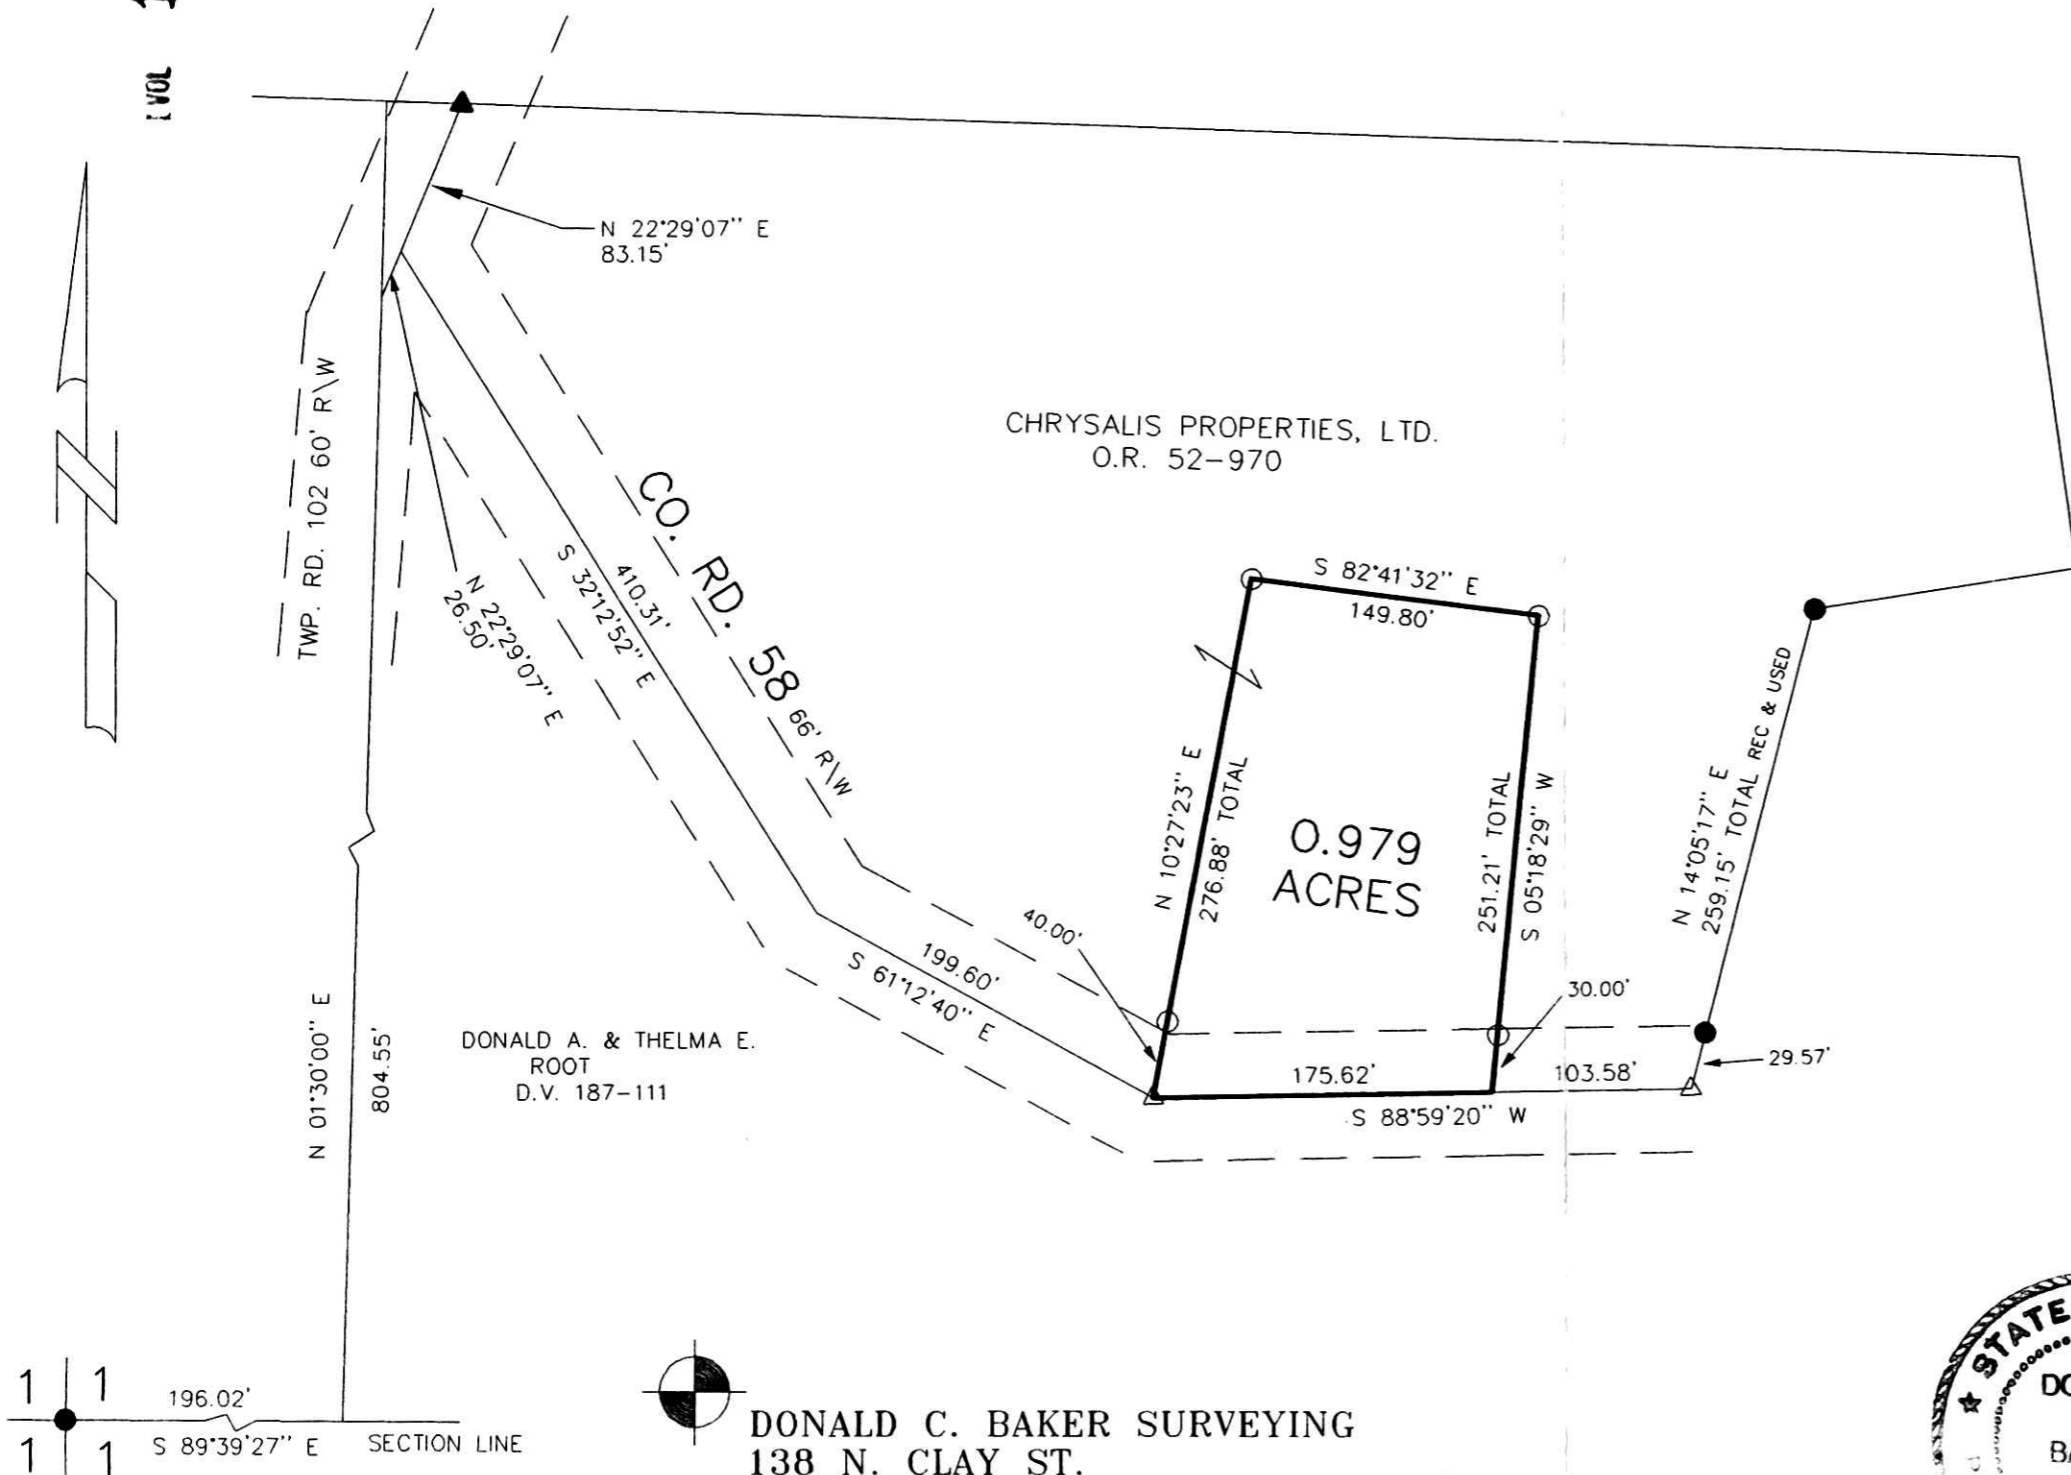 VOL
N 22°29'07" E
83.15'
TWP. RD. 102 60' R\W
CHRYSALIS PROPERTIES, LTD.
O.R. 52-970
CO. RD. 58 66' R\W
410.31'
S 32°12'52" E
N 22°29'07" E
26.50'
S 82°41'32" E
149.80'
N 10°27'23" E
276.88' TOTAL
0.979
ACRES
251.21' TOTAL
S 05°18'29" W
N 14°05'17" E
259.15' TOTAL REC & USED
40.00'
199.60'
S 61°12'40" E
30.00'
29.57'
175.62'
103.58'
S 88°59'20" W
N 01°30'00" E
804.55'
DONALD A. & THELMA E.
ROOT
D.V. 187-111
1 1
196.02'
1 1
S 89°39'27" E
SECTION LINE
DONALD C. BAKER SURVEYING
138 N. CLAY ST.
STATE